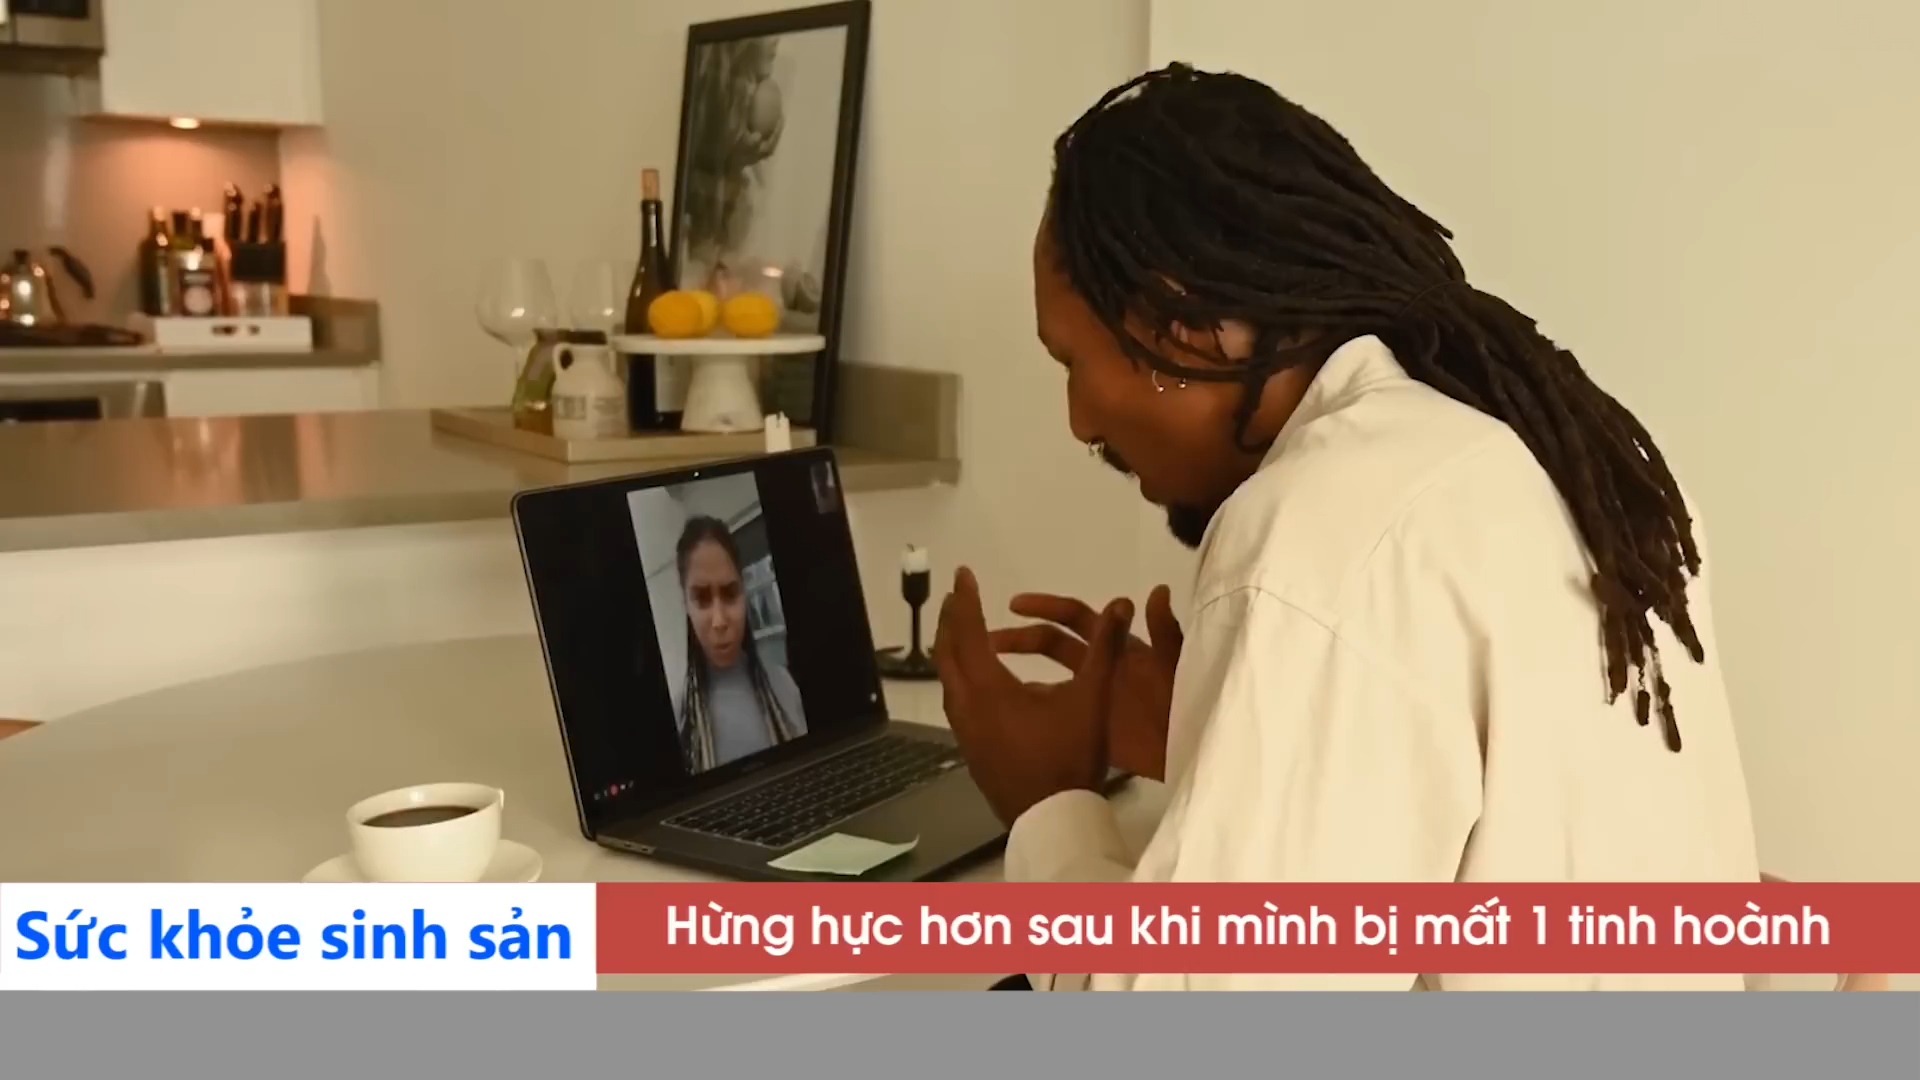 Sức khỏe sinh sản
Hừng hực hơn sau khi mình bị mất 1 tinh hoành